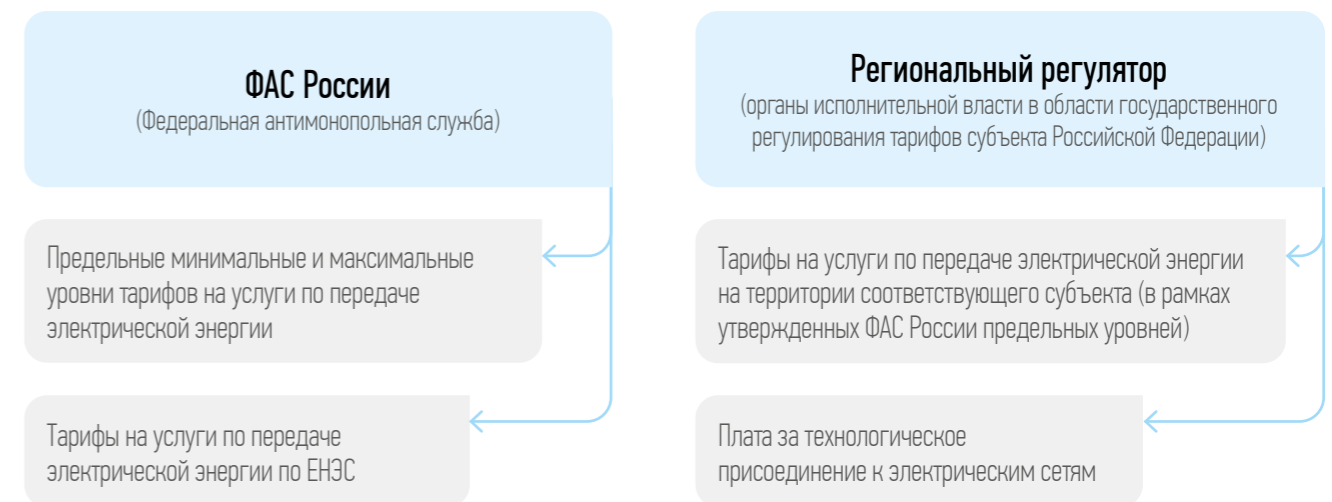 ФАС России
(Федеральная антимонопольная служба)
Предельные минимальные и максимальные
уровни тарифов на услуги по передаче
электрической энергии
Тарифы на услуги по передаче
электрической энергии по ЕНЭС
Региональный регулятор
(органы исполнительной власти в области государственного
регулирования тарифов субъекта Российской Федерации)
Тарифы на услуги по передаче электрической энергии
на территории соответствующего субъекта (в рамках
утвержденных ФАС России предельных уровней)
Плата за технологическое
присоединение к электрическим сетям